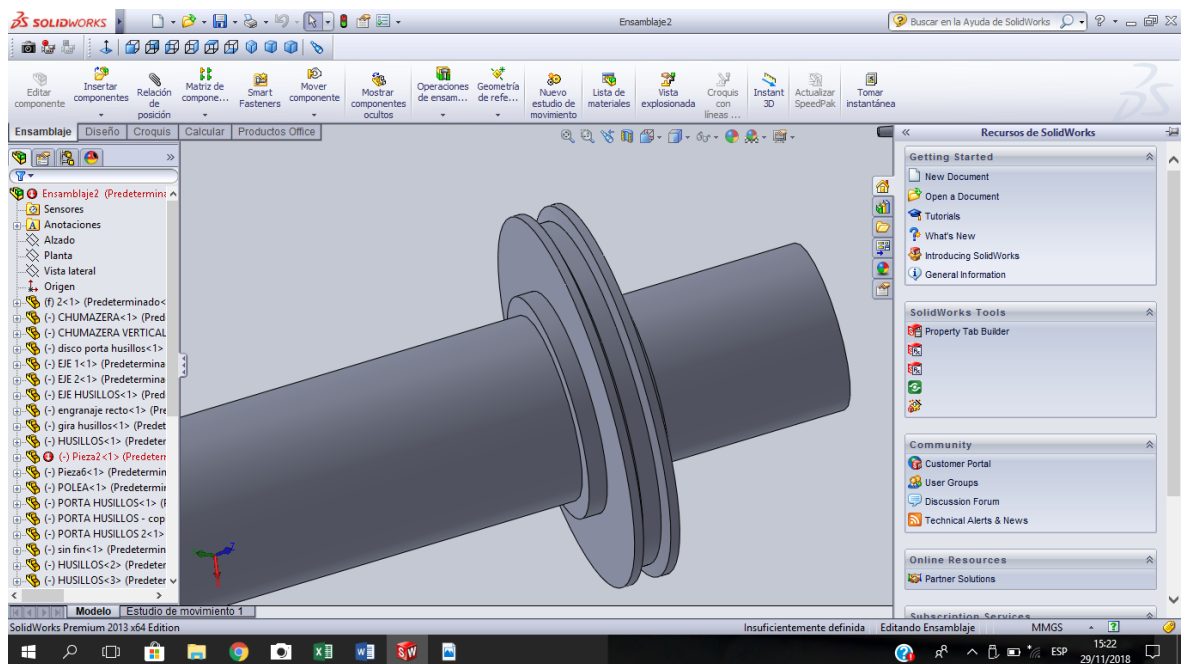 SOLIDWORKS
Ensamblaje2
Buscar en la Ayuda de SolidWorks
Editar componente
Insertar componentes
Relación de posición
Matriz de compone...
Smart Fasteners
Mover componente
Mostrar componentes ocultos
Operaciones de ensam...
Geometría de refe...
Nuevo estudio de movimiento
Lista de materiales
Vista explosionada
Croquis con líneas ...
Instant 3D
Actualizar SpeedPak
Tomar instantánea
Ensamblaje
Diseño
Croquis
Calcular
Productos Office
Ensamblaje2 (Predetermina
Sensores
Anotaciones
Alzado
Planta
Vista lateral
Origen
(f) 2<1> (Predeterminado<
(-) CHUMAZERA<1> (Pred
(-) CHUMAZERA VERTICAL
(-) disco porta husillos<1>
(-) EJE 1<1> (Predetermina
(-) EJE 2<1> (Predetermina
(-) EJE HUSILLOS<1> (Pred
(-) engranaje recto<1> (Pre
(-) gira husillos<1> (Predet
(-) HUSILLOS<1> (Predeter
(-) Pieza2<1> (Predetern
(-) Pieza6<1> (Predetermin
(-) POLEA<1> (Predetermin
(-) PORTA HUSILLOS<1> (P
(-) PORTA HUSILLOS - cop
(-) PORTA HUSILLOS 2<1>
(-) sin fin<1> (Predetermin
(-) HUSILLOS<2> (Predeter
(-) HUSILLOS<3> (Predeter
Recursos de SolidWorks
Getting Started
New Document
Open a Document
Tutorials
What's New
Introducing SolidWorks
General Information
SolidWorks Tools
Property Tab Builder
Community
Customer Portal
User Groups
Discussion Forum
Technical Alerts & News
Online Resources
Partner Solutions
Subscription Services
Modelo
Estudio de movimiento 1
SolidWorks Premium 2013 x64 Edition
Insuficientemente definida
Editando Ensamblaje
MMGS
ESP
15:22
29/11/2018